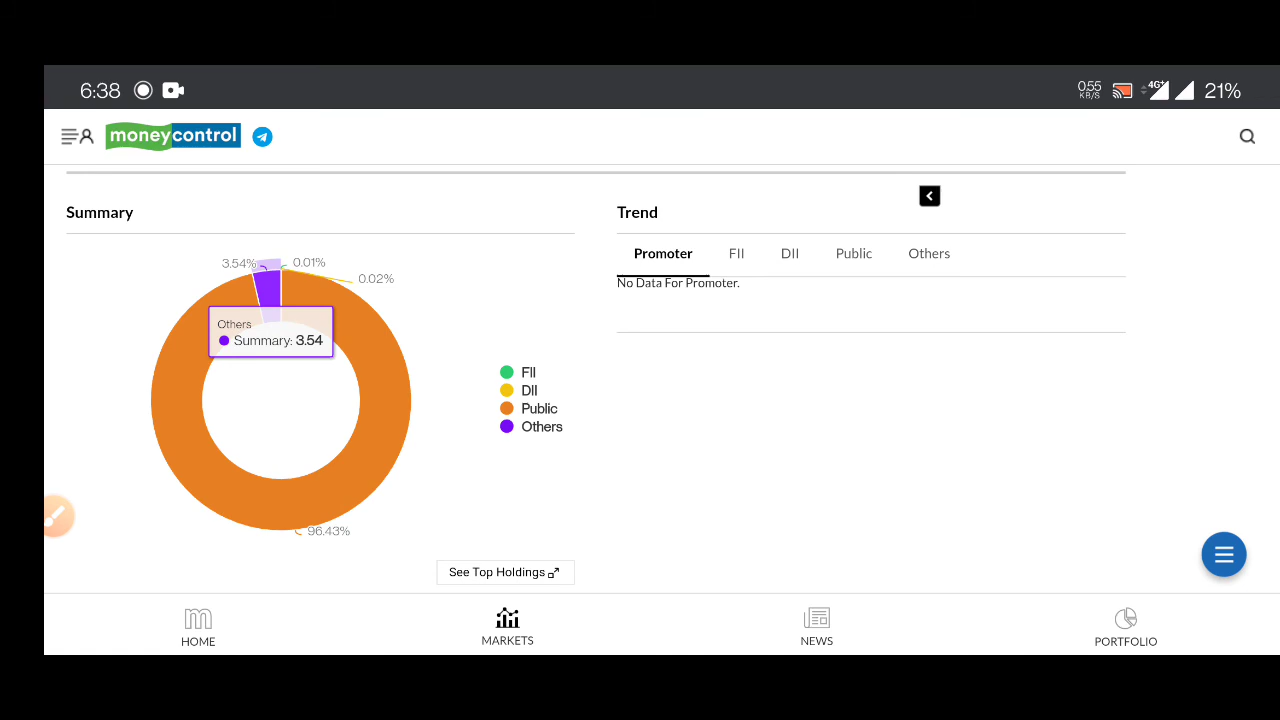 6:38
0.55 KB/S 4G+ 21%
moneycontrol
Summary
3.54% 0.01%
0.02%
Others
Summary: 3.54
FII
DII
Public
Others
96.43%
See Top Holdings
Trend
Promoter FII DII Public Others
No Data For Promoter.
HOME MARKETS NEWS PORTFOLIO